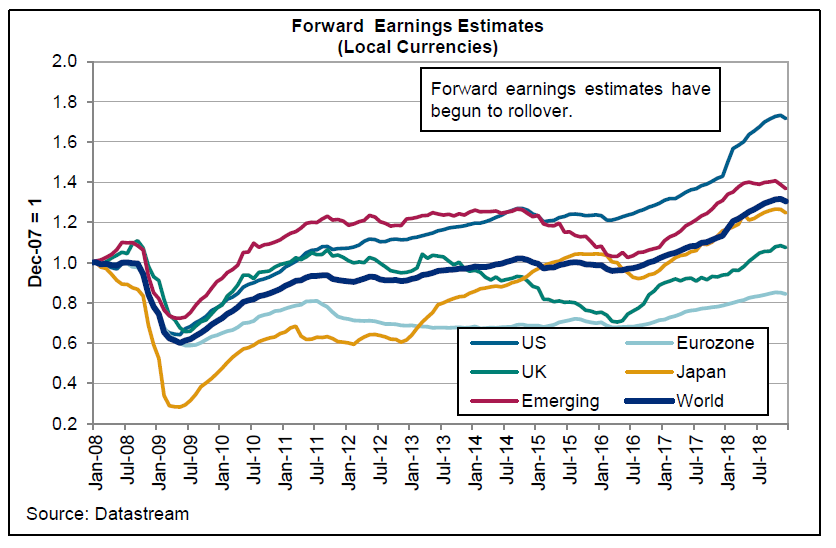 Forward Earnings Estimates
(Local Currencies)
Forward earnings estimates have
begun to rollover.
Dec-07 = 1
2.0
1.8
1.6
1.4
1.2
1.0
0.8
0.6
0.4
0.2
US
Eurozone
UK
Japan
Emerging
World
Jan-08
Jul-08
Jan-09
Jul-09
Jan-10
Jul-10
Jan-11
Jul-11
Jan-12
Jul-12
Jan-13
Jul-13
Jan-14
Jul-14
Jan-15
Jul-15
Jan-16
Jul-16
Jan-17
Jul-17
Jan-18
Jul-18
Source: Datastream